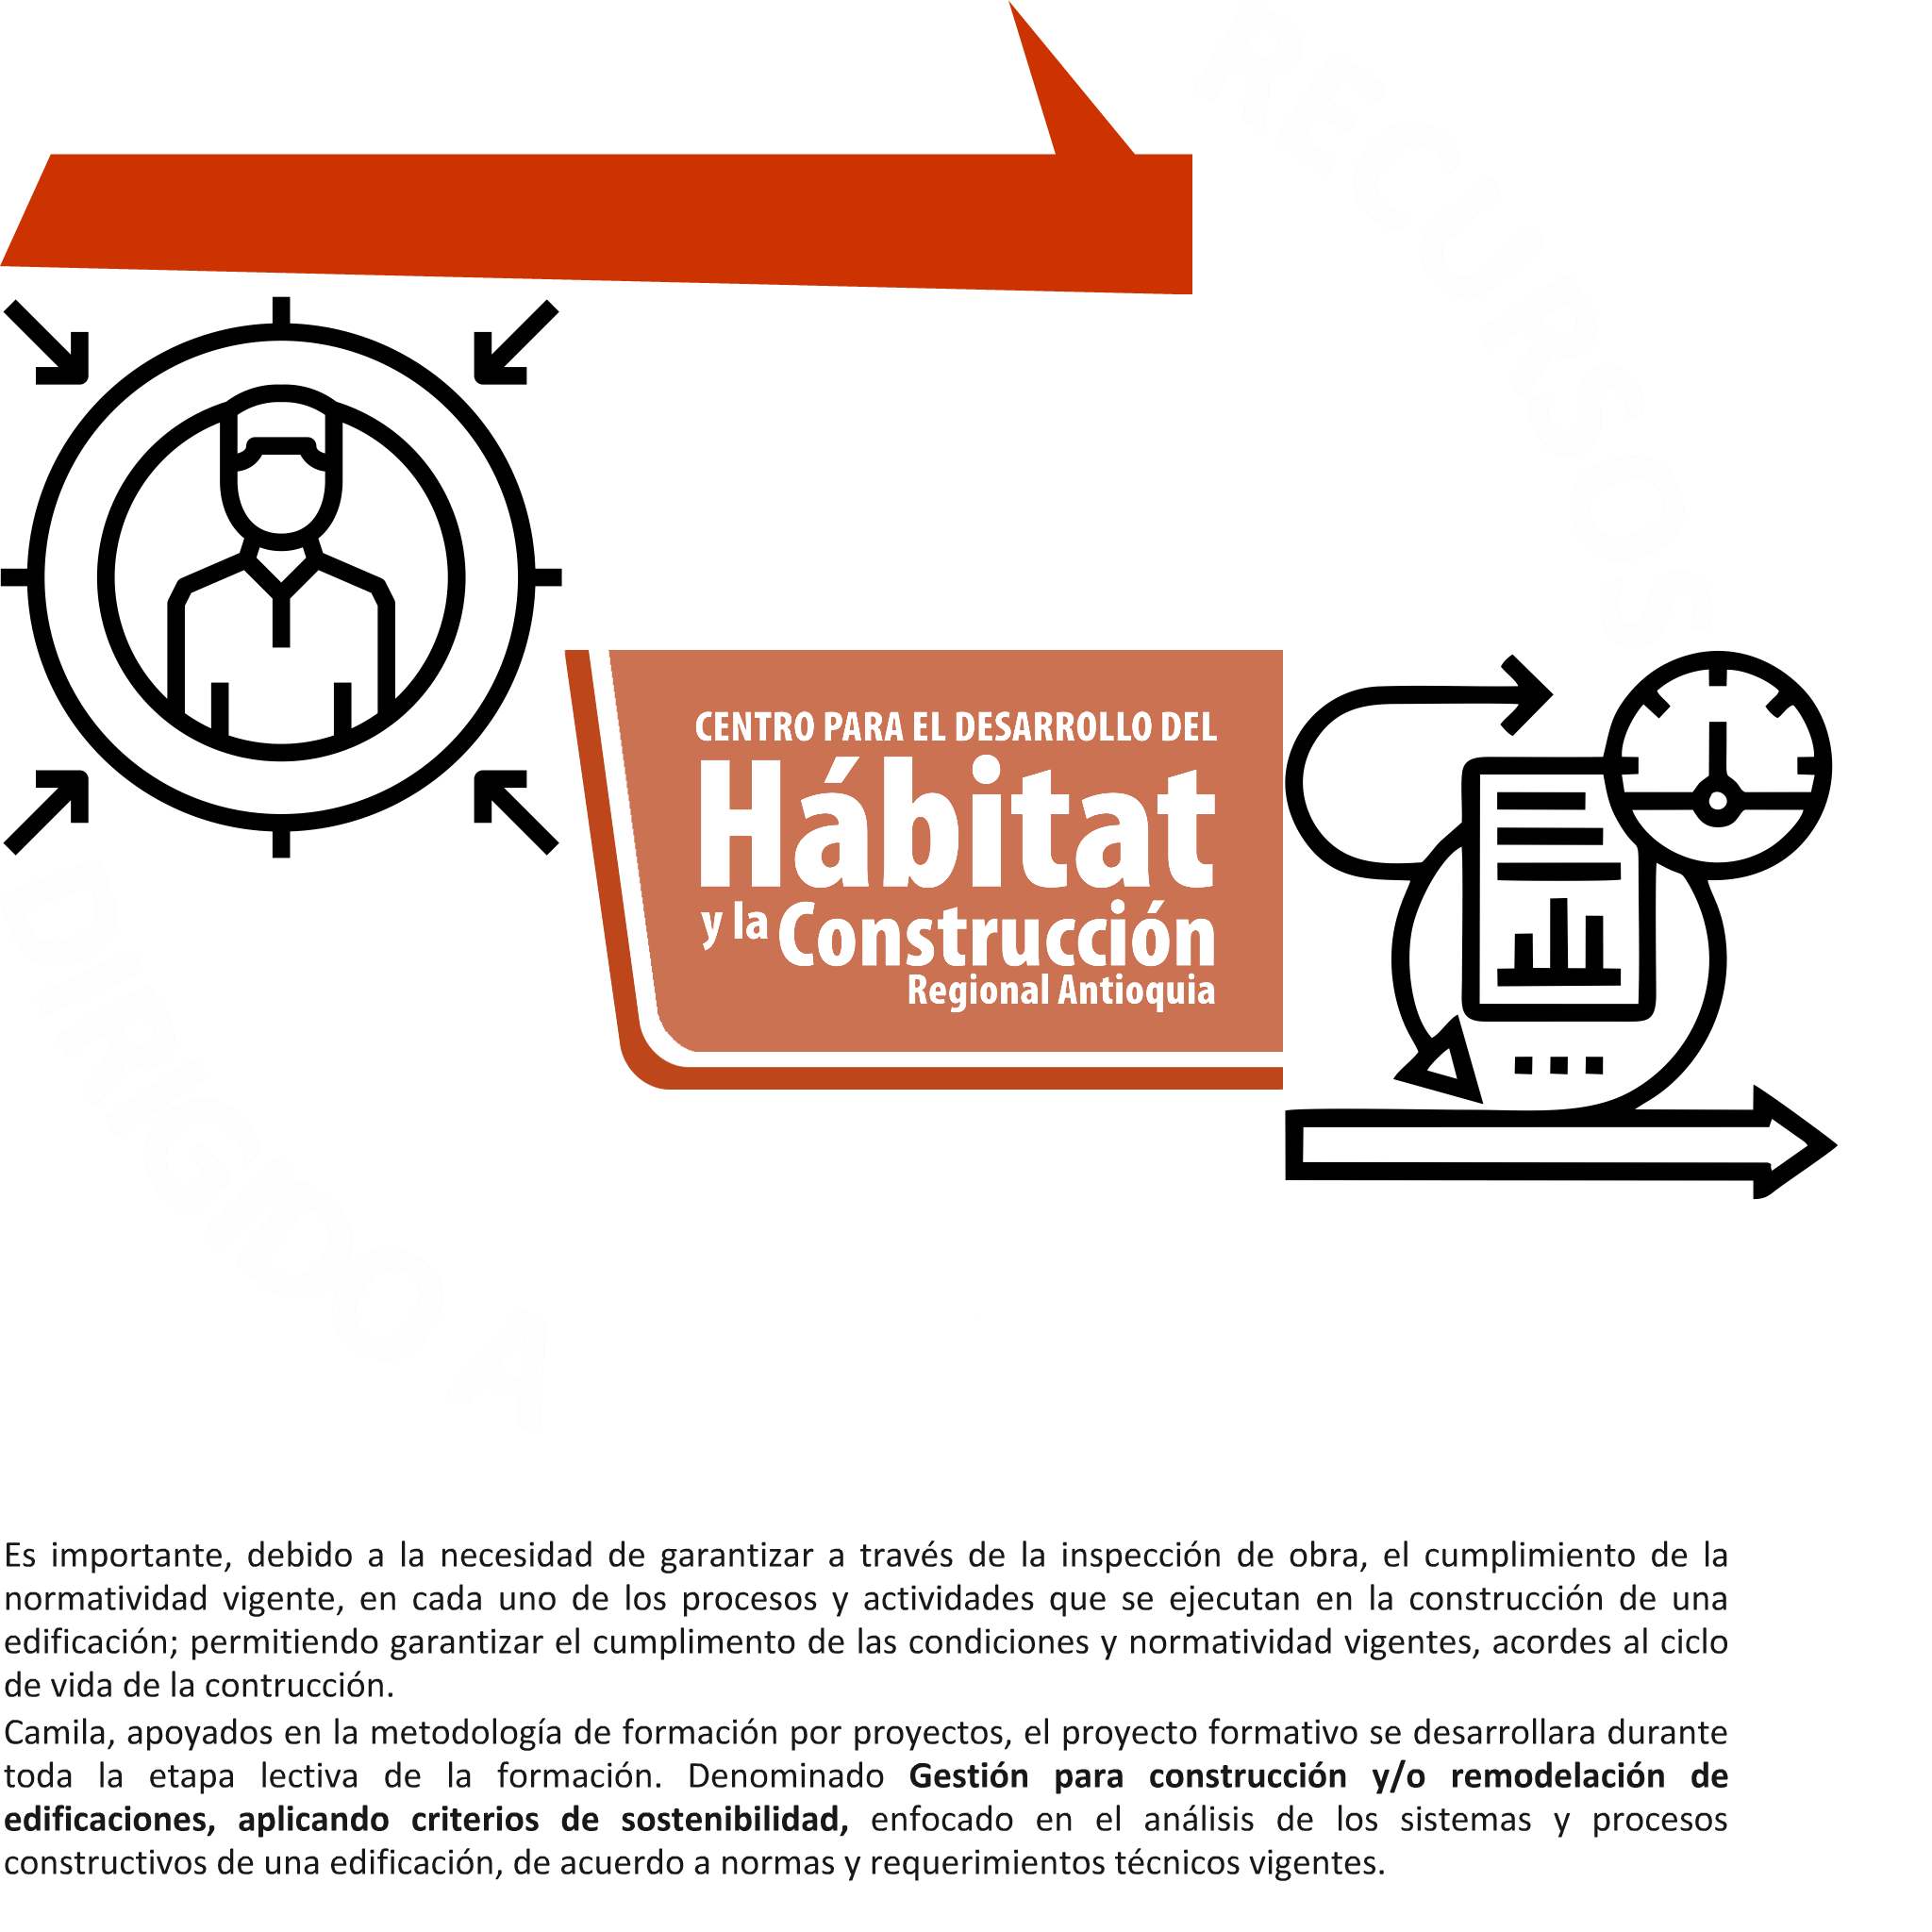 RECURSOS
CENTRO PARA EL DESARROLLO DEL
Hábitat
y la Construcción
Regional Antioquia
DIRIGIDO A
Es importante, debido a la necesidad de garantizar a través de la inspección de obra, el cumplimiento de la
normatividad vigente, en cada uno de los procesos y actividades que se ejecutan en la construcción de una
edificación; permitiendo garantizar el cumplimento de las condiciones y normatividad vigentes, acordes al ciclo
de vida de la contrucción.
Camila, apoyados en la metodología de formación por proyectos, el proyecto formativo se desarrollara durante
toda la etapa lectiva de la formación. Denominado Gestión para construcción y/o remodelación de
edificaciones, aplicando criterios de sostenibilidad, enfocado en el análisis de los sistemas y procesos
constructivos de una edificación, de acuerdo a normas y requerimientos técnicos vigentes.